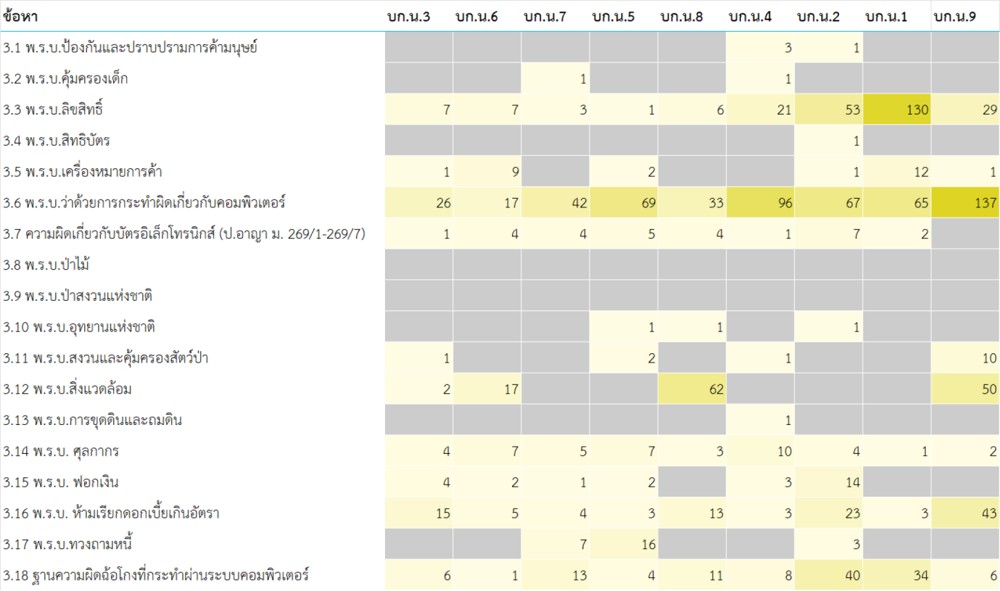 ข้อหา บก.น.3 บก.น.6 บก.น.7 บก.น.5 บก.น.8 บก.น.4 บก.น.2 บก.น.1 บก.น.9
3.1 พ.ร.บ.ป้องกันและปราบปรามการค้ามนุษย์ 3 1
3.2 พ.ร.บ.คุ้มครองเด็ก 1 1
3.3 พ.ร.บ.ลิขสิทธิ์ 7 7 3 1 6 21 53 130 29
3.4 พ.ร.บ.สิทธิบัตร 1
3.5 พ.ร.บ.เครื่องหมายการค้า 1 9 2 1 12 1
3.6 พ.ร.บ.ว่าด้วยการกระทำผิดเกี่ยวกับคอมพิวเตอร์ 26 17 42 69 33 96 67 65 137
3.7 ความผิดเกี่ยวกับบัตรอิเล็กโทรนิกส์ (ป.อาญา ม. 269/1-269/7) 1 4 4 5 4 1 7 2
3.8 พ.ร.บ.ป่าไม้
3.9 พ.ร.บ.ป่าสงวนแห่งชาติ
3.10 พ.ร.บ.อุทยานแห่งชาติ 1 1 1
3.11 พ.ร.บ.สงวนและคุ้มครองสัตว์ป่า 1 2 1 10
3.12 พ.ร.บ.สิ่งแวดล้อม 2 17 62 50
3.13 พ.ร.บ.การขุดดินและถมดิน 1
3.14 พ.ร.บ. ศุลกากร 4 7 5 7 3 10 4 1 2
3.15 พ.ร.บ. ฟอกเงิน 4 2 1 2 3 14
3.16 พ.ร.บ. ห้ามเรียกดอกเบี้ยเกินอัตรา 15 5 4 3 13 3 23 3 43
3.17 พ.ร.บ.ทวงถามหนี้ 7 16 3
3.18 ฐานความผิดฉ้อโกงที่กระทำผ่านระบบคอมพิวเตอร์ 6 1 13 4 11 8 40 34 6